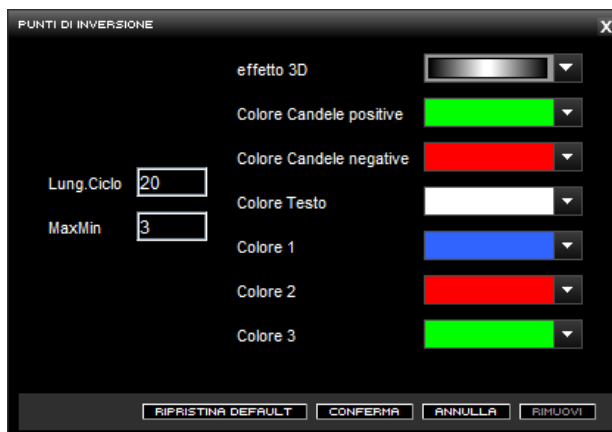 PUNTI DI INVERSIONE X
effetto 3D
Colore Candele positive
Colore Candele negative
Lung.Ciclo 20
Colore Testo
MaxMin 3
Colore 1
Colore 2
Colore 3
RIPRISTINA DEFAULT CONFERMA ANNULLA RIMUOVI